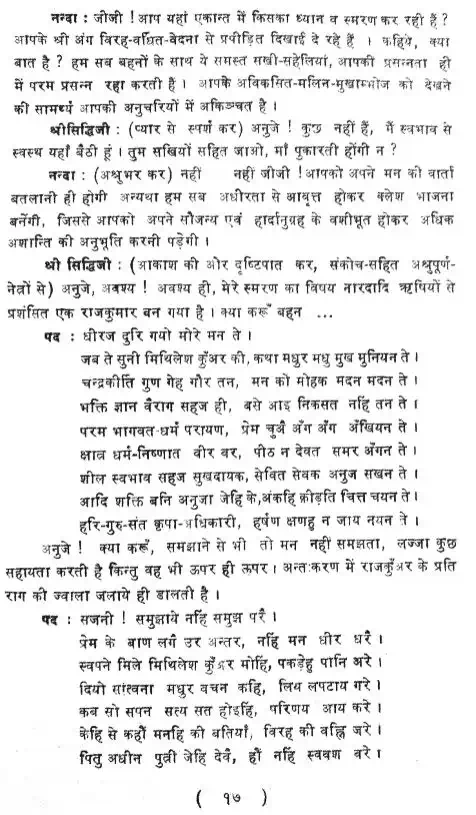 नन्दा : जीजी ! आप यहां एकान्त में किसका ध्यान व स्मरण कर रही हैं ?
आपके श्री अंग विरह-वर्धित-वेदना से प्रपीड़ित दिखाई दे रहे हैं । कहिये, क्या
बात है ? हम सब बहनों के साथ ये समस्त सखी-सहेलियां, आपकी प्रसन्नता ही
में परम प्रसन्न रहा करती हैं । आपके अविकसित-मलिन-मुखाम्भोज को देखने
की सामर्थ्य आपकी अनुचरियों में अकिञ्चत है ।
श्रीसिद्धिजी : (प्यार से स्पर्श कर) अनुजे ! कुछ नहीं हैं, मैं स्वभाव से
स्वस्थ यहाँ बैठी हूं । तुम सखियों सहित जाओ, माँ पुकारती होंगी न ?
नन्दा : (अश्रुभर कर) नहीं नहीं जीजी ! आपको अपने मन की वार्ता
बतलानी ही होगी अन्यथा हम सब अधीरता से आवृत्त होकर क्लेश भाजना
बनेंगी, जिससे आपको अपने सौजन्य एवं हार्दानुग्रह के वशीभूत होकर अधिक
अशान्ति की अनुभूति करनी पड़ेगी ।
श्री सिद्धिजी : (आकाश की ओर दृष्टिपात कर, संकोच-सहित अश्रुपूर्ण-
नेत्रों से) अनुजे, अवश्य ! अवश्य ही, मेरे स्मरण का विषय नारदादि ऋषियों से
प्रशंसित एक राजकुमार बन गया है । क्या करूँ बहन ...
पद : धीरज दुरि गयो मोरे मन ते ।
जब ते सुनी मिथिलेश कुँअर की, कथा मधुर मधु मुख मुनियन ते ।
चन्द्रकीर्ति गुण गेह गौर तन, मन को मोहक मदन मदन ते ।
भक्ति ज्ञान वैराग सहज ही, बसे आइ निकसत नहिं तन ते ।
परम भागवत-धर्म परायण, प्रेम चुअै अँग अँग अँखियन ते ।
क्षात्र धर्म-निष्णात वीर वर, पीठ न देवत समर अँगन ते ।
शील स्वभाव सहज सुखदायक, सेवित सेवक अनुज सखन ते ।
आदि शक्ति बनि अनुजा जेहि के, अंकहि क्रीड़ति चित्त चयन ते ।
हरि-गुरु-संत कृपा-अधिकारी, हर्षण क्षणहु न जाय नयन ते ।
अनुजे ! क्या करूँ, समझाने से भी तो मन नहीं समझता, लज्जा कुछ
सहायता करती है किन्तु वह भी ऊपर ही ऊपर । अन्तःकरण में राजकुँअर के प्रति
राग की ज्वाला जलाये ही डालती है ।
पद : सजनी ! समुझाये नहिं समुझ परै ।
प्रेम के बाण लगे उर अन्तर, नहिं मन धीर धरै ।
स्वपने मिले मिथिलेश कुँअर मोहिं, पकड़ेहु पानि अरे ।
दियो सांत्वना मधुर बचन कहि, लिय लपटाय गरे ।
कब सो सपन सत्य सत होइहिं, परिणय आय करे ।
केहि से कहौं मनहि की बतियाँ, विरह की वह्नि जरे ।
पितु अधीन पुत्री जेहि देवैं, हौं नहिं स्ववश वरे ।
( १७ )